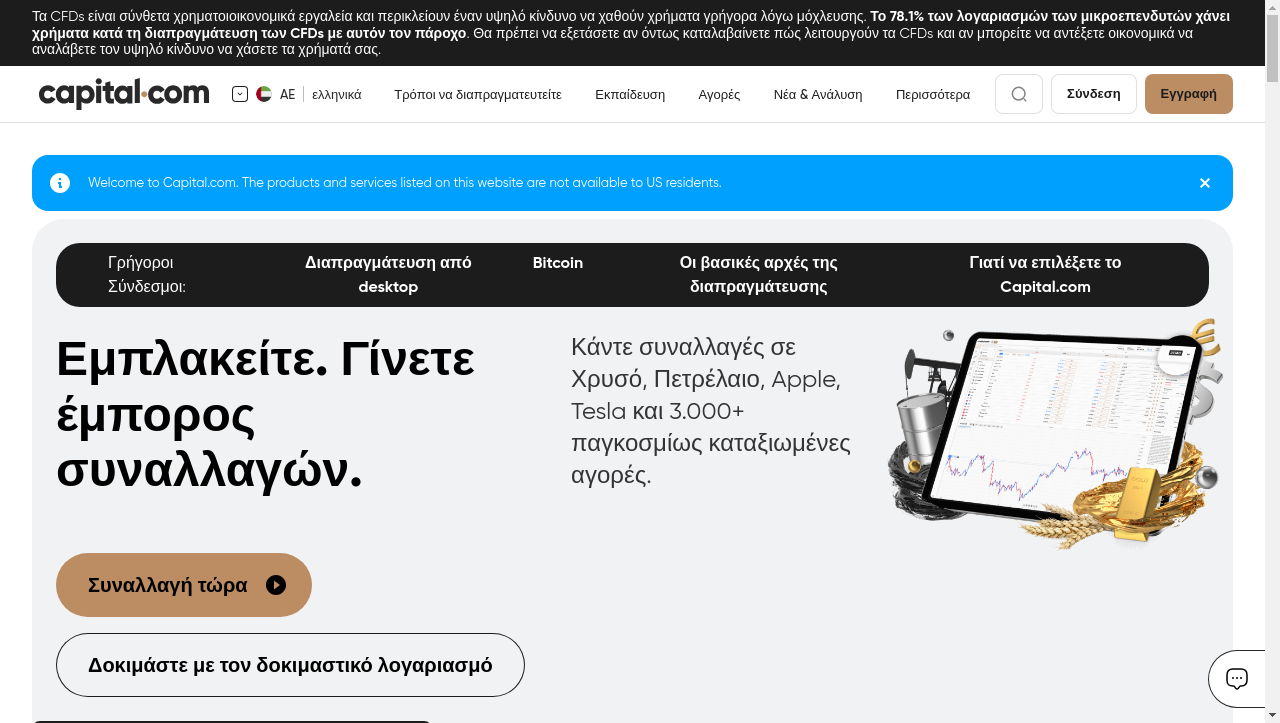 Τα CFDs είναι σύνθετα χρηματοιοικονομικά εργαλεία και περικλείουν έναν υψηλό κίνδυνο να χαθούν χρήματα γρήγορα λόγω μόχλευσης. Το 78.1% των λογαριασμών των μικροεπενδυτών χάνει
χρήματα κατά τη διαπραγμάτευση των CFDs με αυτόν τον πάροχο. Θα πρέπει να εξετάσετε αν όντως καταλαβαίνετε πώς λειτουργούν τα CFDs και αν μπορείτε να αντέξετε οικονομικά να
αναλάβετε τον υψηλό κίνδυνο να χάσετε τα χρήματά σας.
capital.com AE ελληνικά Τρόποι να διαπραγματευτείτε Εκπαίδευση Αγορές Νέα & Ανάλυση Περισσότερα Σύνδεση Εγγραφή
Welcome to Capital.com. The products and services listed on this website are not available to US residents.
Γρήγοροι
Σύνδεσμοι:
Διαπραγμάτευση από
desktop
Bitcoin
Οι βασικές αρχές της
διαπραγμάτευσης
Γιατί να επιλέξετε το
Capital.com
Εμπλακείτε. Γίνετε
έμπορος
συναλλαγών.
Κάντε συναλλαγές σε
Χρυσό, Πετρέλαιο, Apple,
Tesla και 3.000+
παγκοσμίως καταξιωμένες
αγορές.
Συναλλαγή τώρα
Δοκιμάστε με τον δοκιμαστικό λογαριασμό